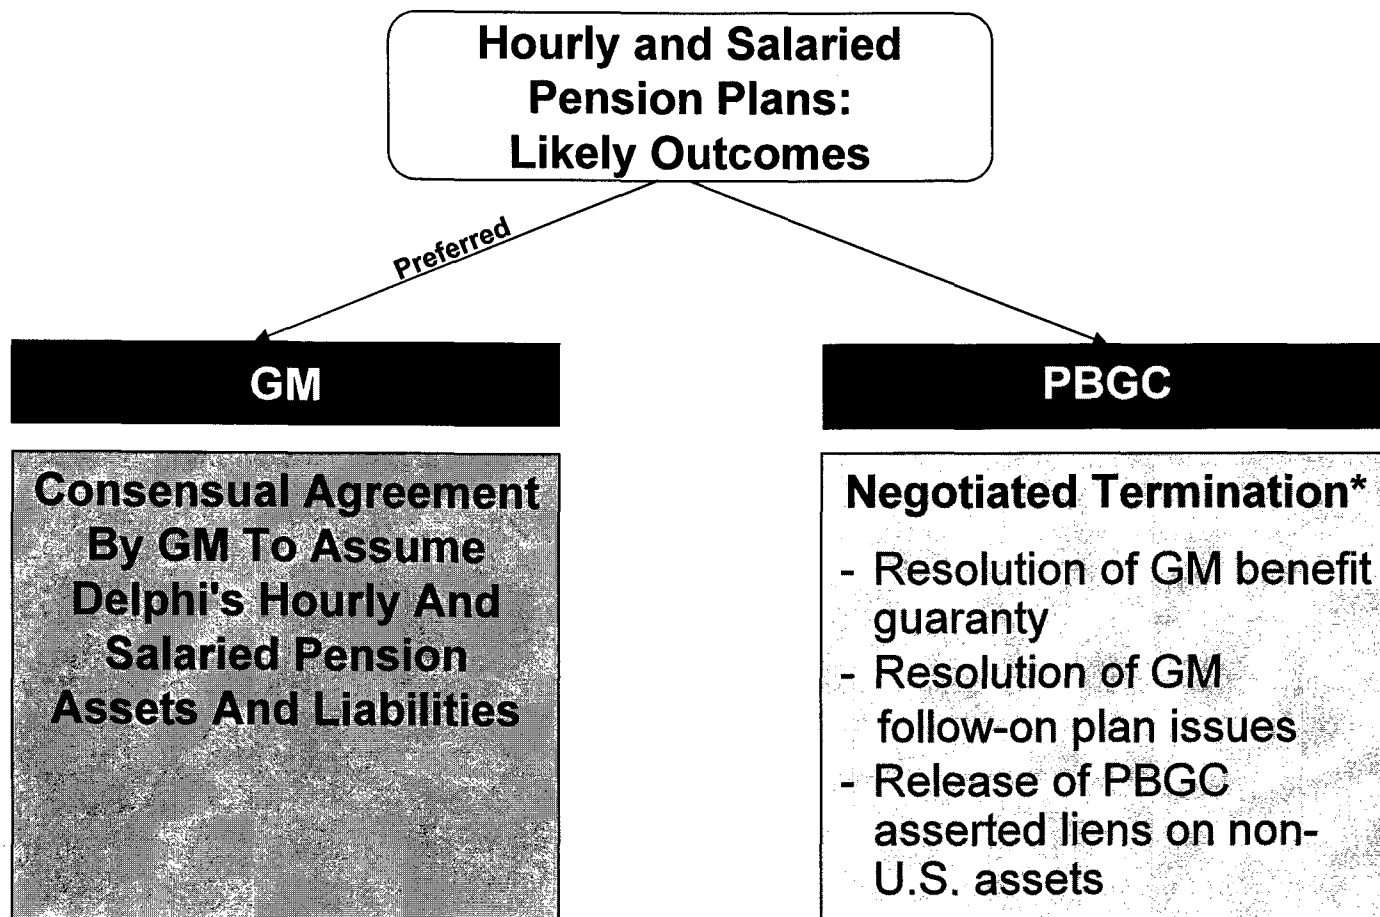 Hourly and Salaried
Pension Plans:
Likely Outcomes
Preferred
GM
PBGC
Consensual Agreement
By GM To Assume
Delphi's Hourly And
Salaried Pension
Assets And Liabilities
Negotiated Termination*
- Resolution of GM benefit
guaranty
- Resolution of GM
follow-on plan issues
- Release of PBGC
asserted liens on non-
U.S. assets